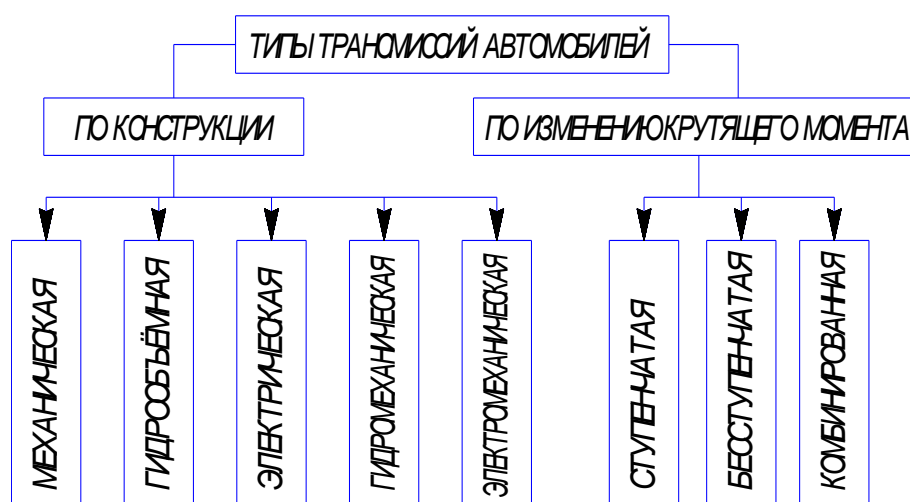 ТИПЫ ТРАНСМИССИЙ АВТОМОБИЛЕЙ
ПО КОНСТРУКЦИИ
ПО ИЗМЕНЕНИЮ КРУТЯЩЕГО МОМЕНТА
МЕХАНИЧЕСКАЯ
ГИДРООБЪЁМНАЯ
ЭЛЕКТРИЧЕСКАЯ
ГИДРОМЕХАНИЧЕСКАЯ
ЭЛЕКТРОМЕХАНИЧЕСКАЯ
СТУПЕНЧАТАЯ
БЕССТУПЕНЧАТАЯ
КОМБИНИРОВАННАЯ